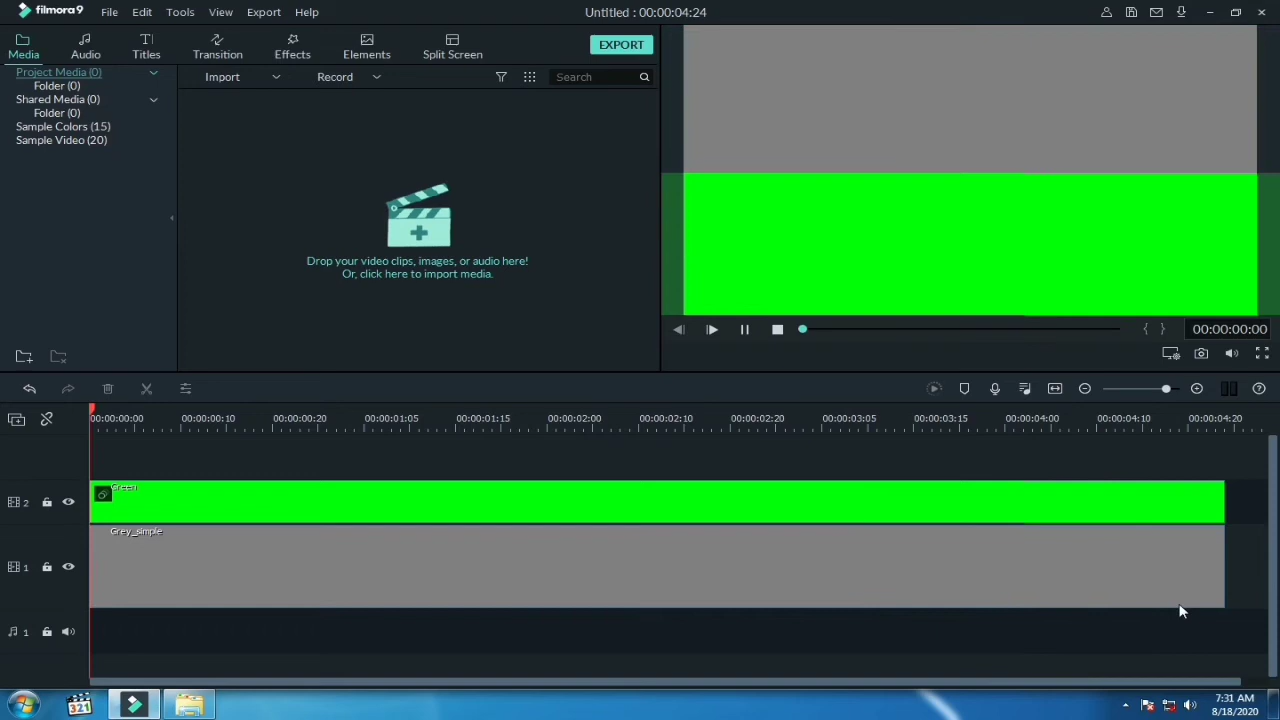 filmora9 File Edit Tools View Export Help Untitled : 00:00:04:24
Media Audio Titles Transition Effects Elements Split Screen EXPORT
Project Media (0)
Folder (0)
Shared Media (0)
Folder (0)
Sample Colors (15)
Sample Video (20)
Import Record Search
Drop your video clips, images, or audio here!
Or, click here to import media.
00:00:00:00
00:00:00:00 00:00:00:10 00:00:00:20 00:00:01:05 00:00:01:15 00:00:02:00 00:00:02:10 00:00:02:20 00:00:03:05 00:00:03:15 00:00:04:00 00:00:04:10 00:00:04:20
Green
2
Grey_simple
1
1
321
7:31 AM
8/18/2020